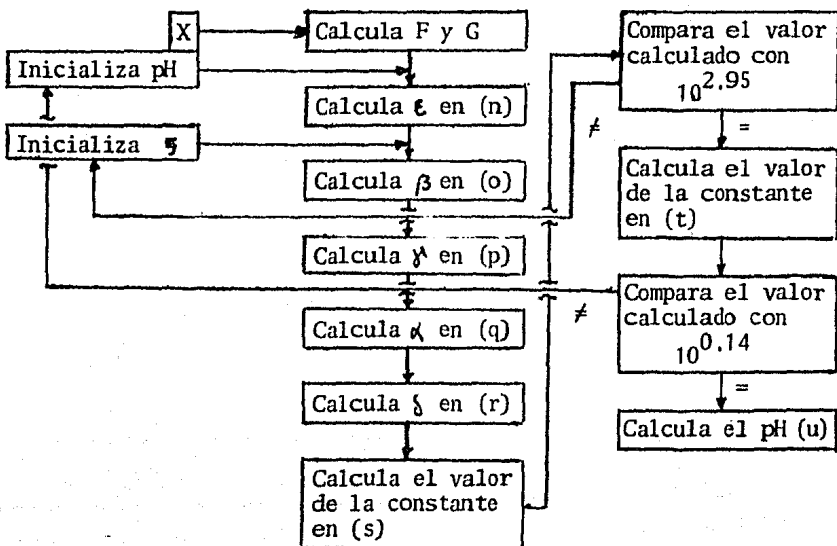 X
Inicializa pH
Inicializa ξ
Calcula F y G
Calcula ε en (n)
Calcula β en (o)
Calcula γ en (p)
Calcula α en (q)
Calcula δ en (r)
Calcula el valor
de la constante
en (s)
Compara el valor
calculado con
10^2.95
≠
=
Calcula el valor
de la constante
en (t)
Compara el valor
calculado con
10^0.14
≠
=
Calcula el pH (u)